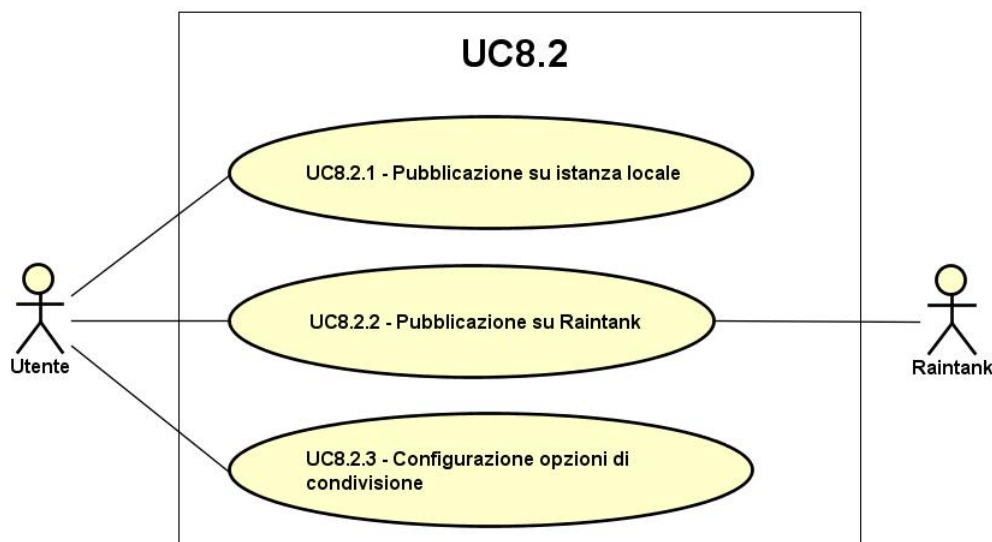 UC8.2
UC8.2.1 - Pubblicazione su istanza locale
UC8.2.2 - Pubblicazione su Raintank
Utente
Raintank
UC8.2.3 - Configurazione opzioni di
condivisione